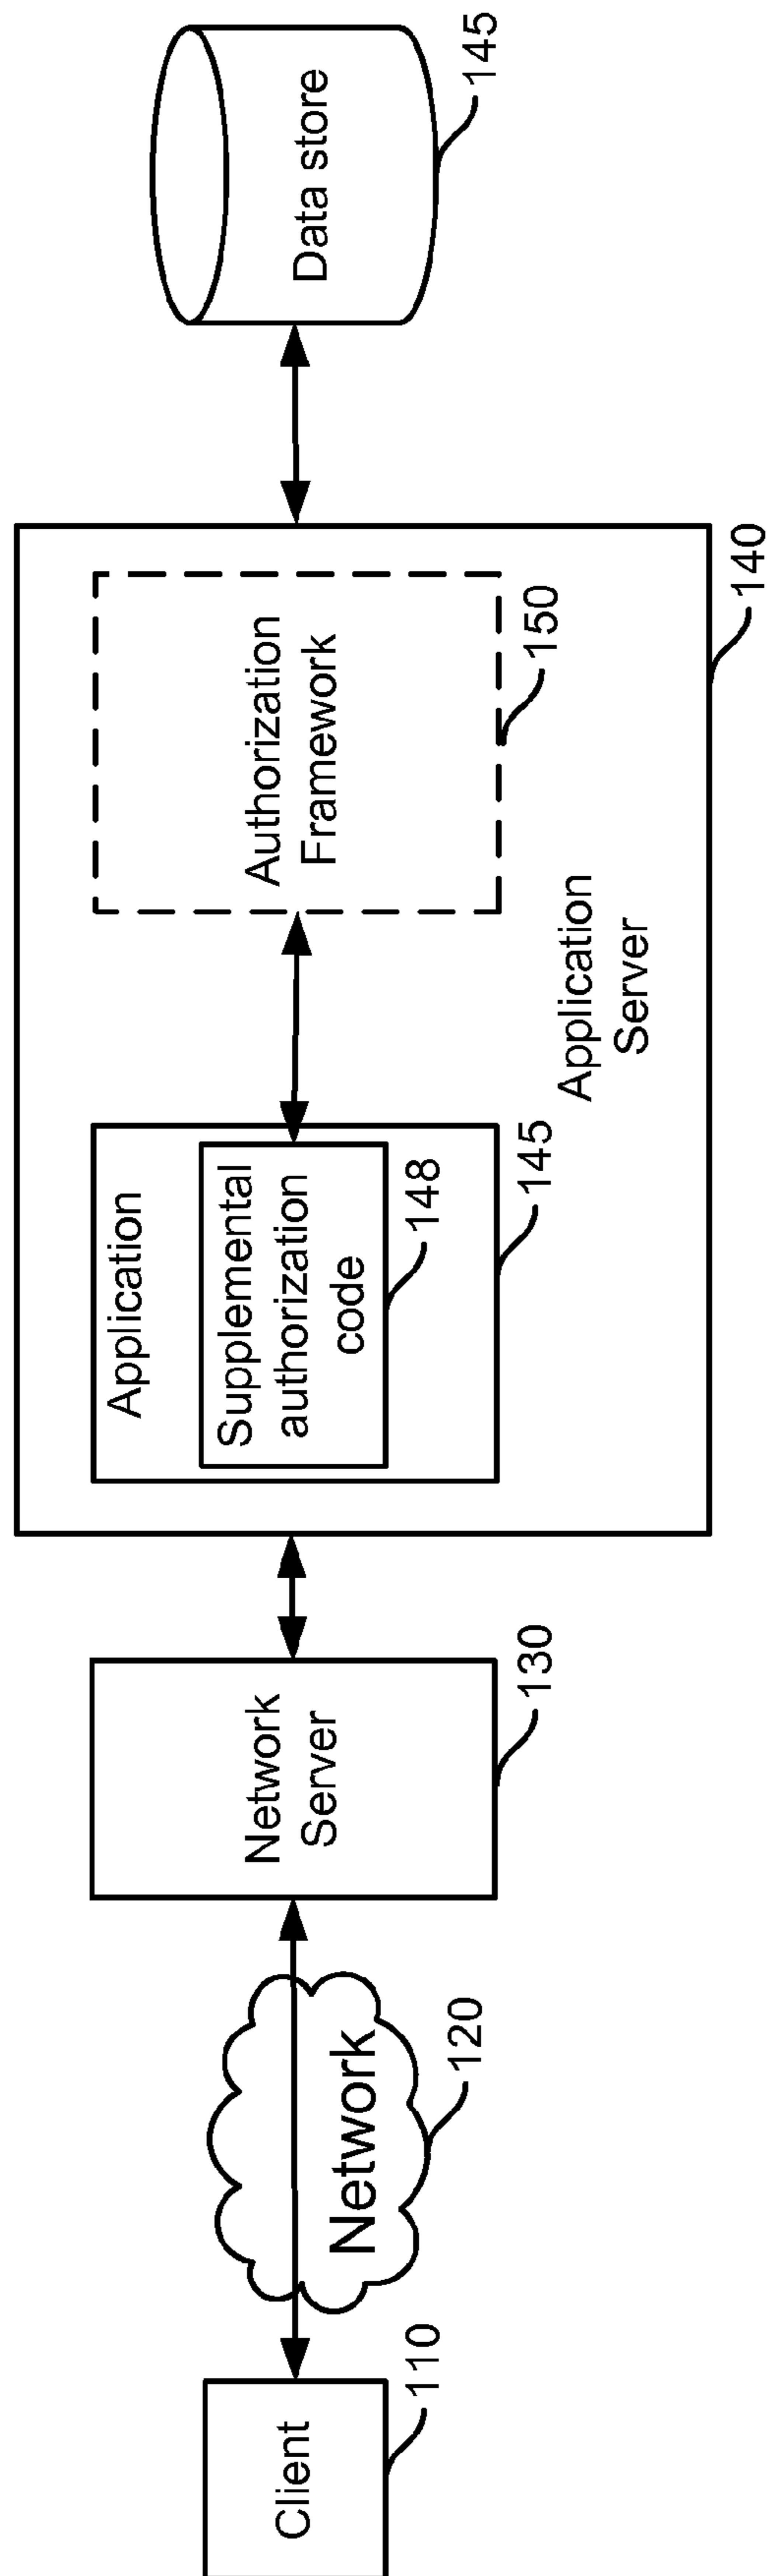 Client
110
Network
120
Network
Server
130
Application
Supplemental
authorization
code
148
145
Authorization
Framework
150
Application
Server
140
Data store
145